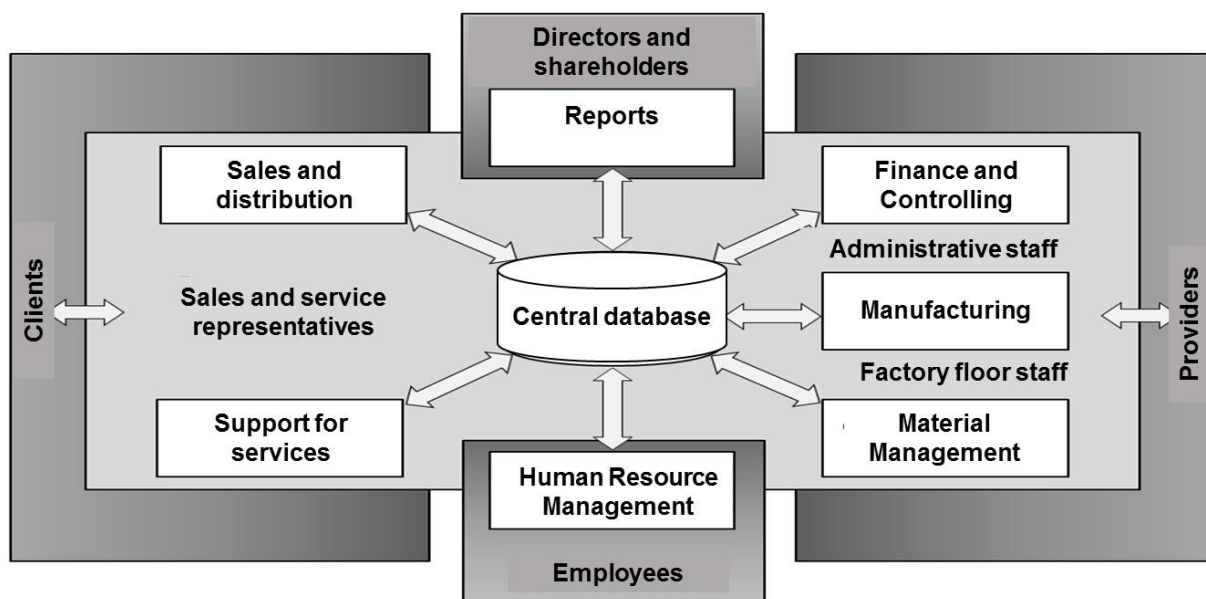 Directors and
shareholders
Reports
Sales and
distribution
Finance and
Controlling
Administrative staff
Clients
Sales and service
representatives
Central database
Manufacturing
Providers
Factory floor staff
Support for
services
Human Resource
Management
Material
Management
Employees